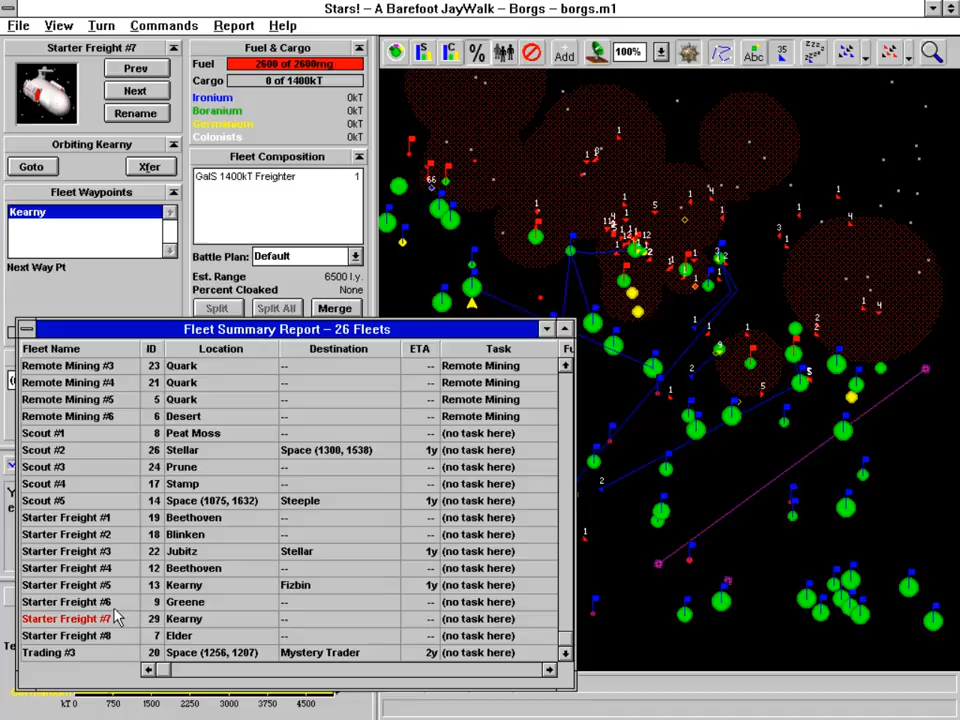 Stars! – A Barefoot JayWalk – Borgs – borgs.m1
File View Turn Commands Report Help
Starter Freight #7
Prev
Next
Rename
Orbiting Kearny
Goto Xfer
Fleet Waypoints
Kearny
Next Way Pt
Fuel & Cargo
Fuel 2600 of 2600mg
Cargo 0 of 1400kT
Ironium 0kT
Boranium 0kT
Germanium 0kT
Colonists 0kT
Fleet Composition
GalS 1400kT Freighter 1
Battle Plan: Default
Est. Range 6500 l.y.
Percent Cloaked None
Split Split All Merge
S C % Add 100% Abc 35 zzz
Fleet Summary Report – 26 Fleets
Fleet Name ID Location Destination ETA Task Fu
Remote Mining #3 23 Quark -- -- Remote Mining
Remote Mining #4 21 Quark -- -- Remote Mining
Remote Mining #5 5 Quark -- -- Remote Mining
Remote Mining #6 6 Desert -- -- Remote Mining
Scout #1 8 Peat Moss -- -- (no task here)
Scout #2 26 Stellar Space (1300, 1538) 1y (no task here)
Scout #3 24 Prune -- -- (no task here)
Scout #4 17 Stamp -- -- (no task here)
Scout #5 14 Space (1075, 1632) Steeple 1y (no task here)
Starter Freight #1 19 Beethoven -- -- (no task here)
Starter Freight #2 18 Blinken -- -- (no task here)
Starter Freight #3 22 Jubitz Stellar 1y (no task here)
Starter Freight #4 12 Beethoven -- -- (no task here)
Starter Freight #5 13 Kearny Fizbin 1y (no task here)
Starter Freight #6 9 Greene -- -- (no task here)
Starter Freight #7 29 Kearny -- -- (no task here)
Starter Freight #8 7 Elder -- -- (no task here)
Trading #3 20 Space (1256, 1207) Mystery Trader 2y (no task here)
kT 0 750 1500 2250 3000 3750 4500